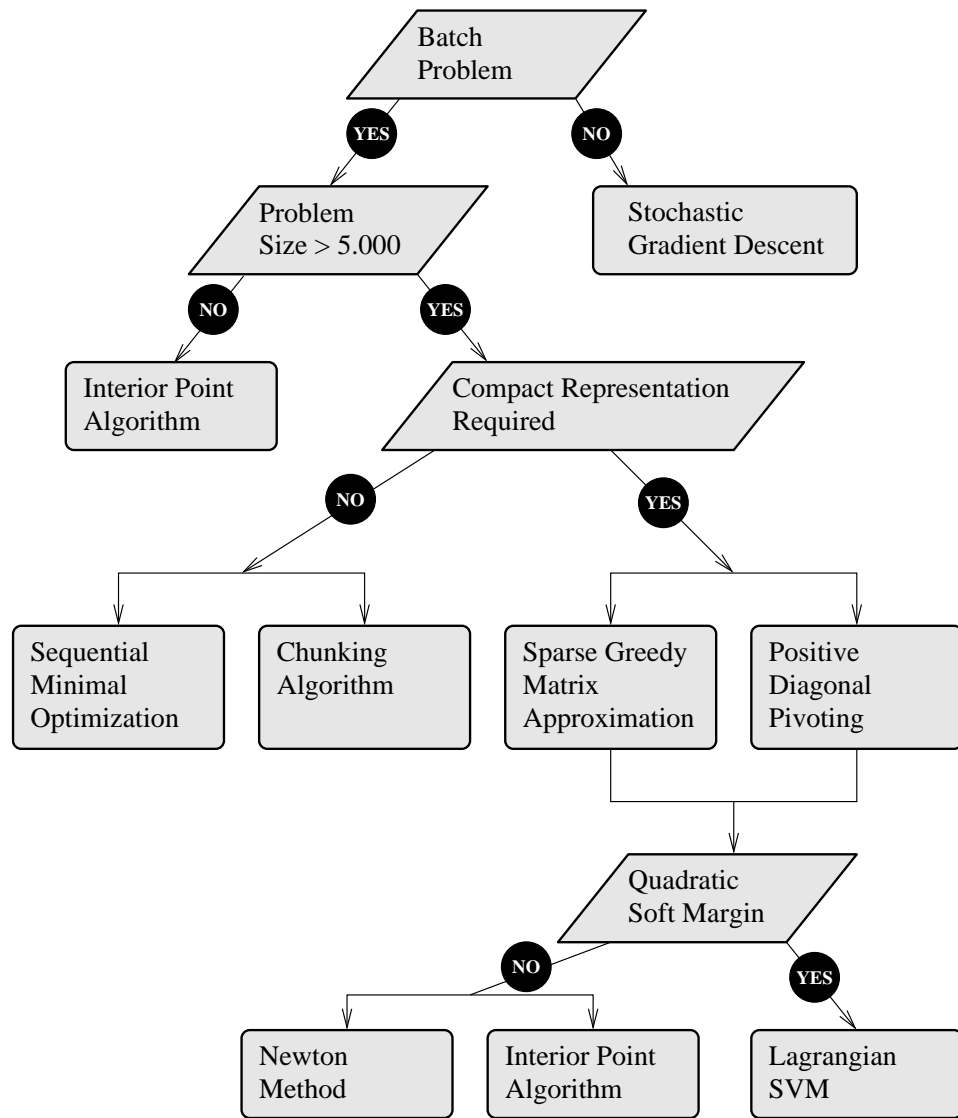 Batch
Problem
YES
NO
Problem
Size > 5.000
Stochastic
Gradient Descent
NO
YES
Interior Point
Algorithm
Compact Representation
Required
NO
YES
Sequential
Minimal
Optimization
Chunking
Algorithm
Sparse Greedy
Matrix
Approximation
Positive
Diagonal
Pivoting
Quadratic
Soft Margin
NO
YES
Newton
Method
Interior Point
Algorithm
Lagrangian
SVM